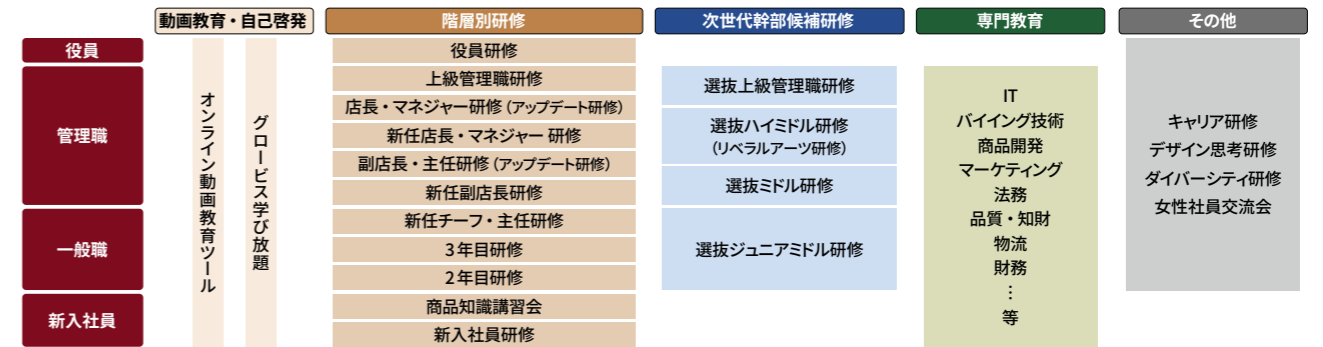 動画教育・自己啓発
階層別研修
次世代幹部候補研修
専門教育
その他
役員
管理職
一般職
新入社員
オンライン動画教育ツール
グロービス学び放題
役員研修
上級管理職研修
店長・マネジャー研修（アップデート研修）
新任店長・マネジャー 研修
副店長・主任研修（アップデート研修）
新任副店長研修
新任チーフ・主任研修
3年目研修
2年目研修
商品知識講習会
新入社員研修
選抜上級管理職研修
選抜ハイミドル研修
（リベラルアーツ研修）
選抜ミドル研修
選抜ジュニアミドル研修
IT
バイイング技術
商品開発
マーケティング
法務
品質・知財
物流
財務
⋮
等
キャリア研修
デザイン思考研修
ダイバーシティ研修
女性社員交流会